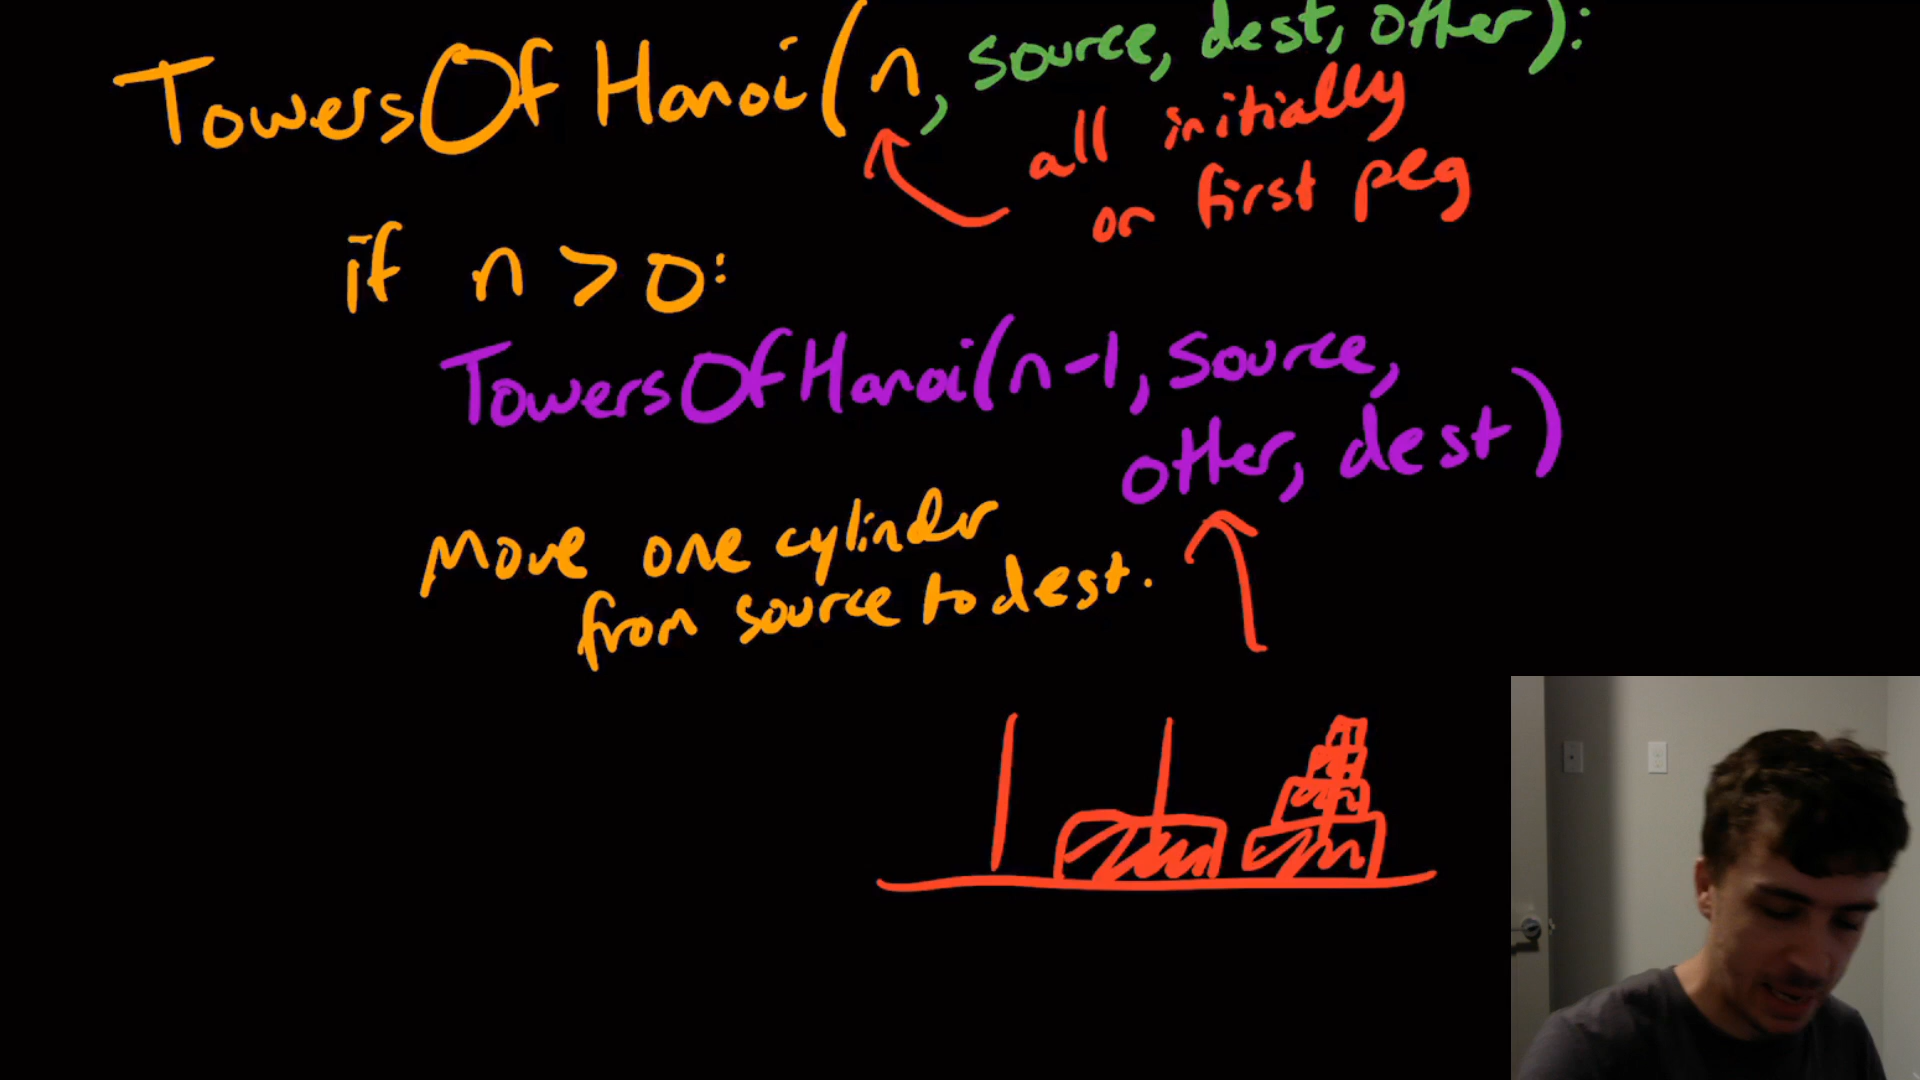 TowersOfHanoi(n, source, dest, other):
all initially
on first peg
if n > 0:
TowersOfHanoi(n-1, source,
other, dest)
Move one cylinder
from source to dest.